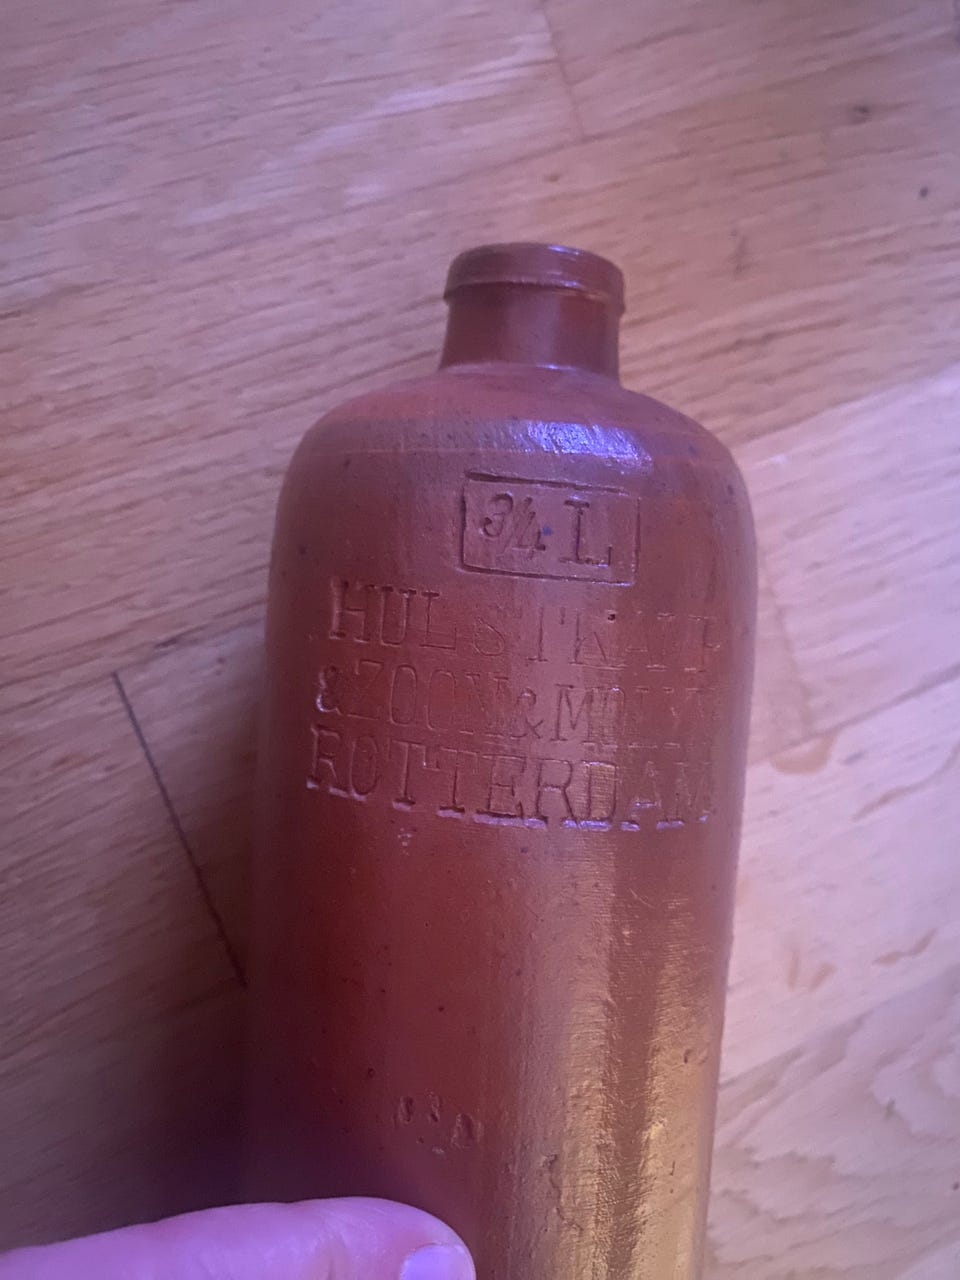 ¾ L
HULSTKAMP
&ZOON&MOLYN
ROTTERDAM